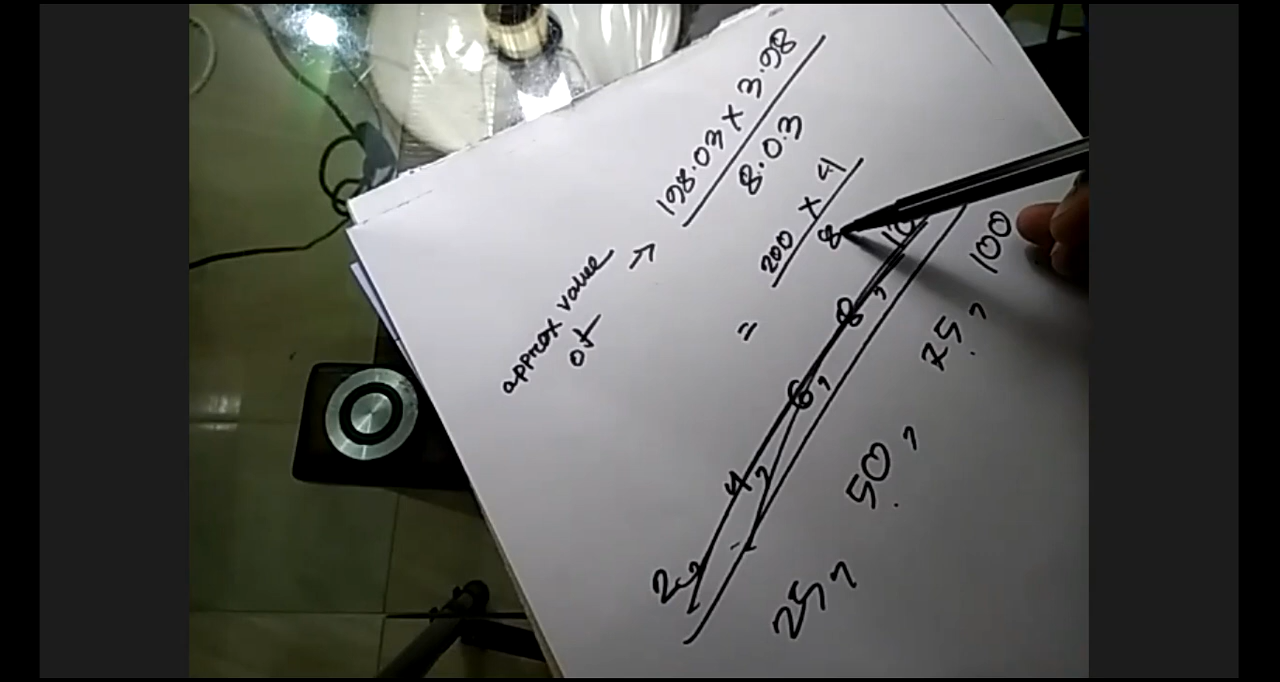 approx value of → 198.03 × 3.98
8.03
= 200 × 4
8
2, 4, 6, 8, 10
25, 50, 75, 100